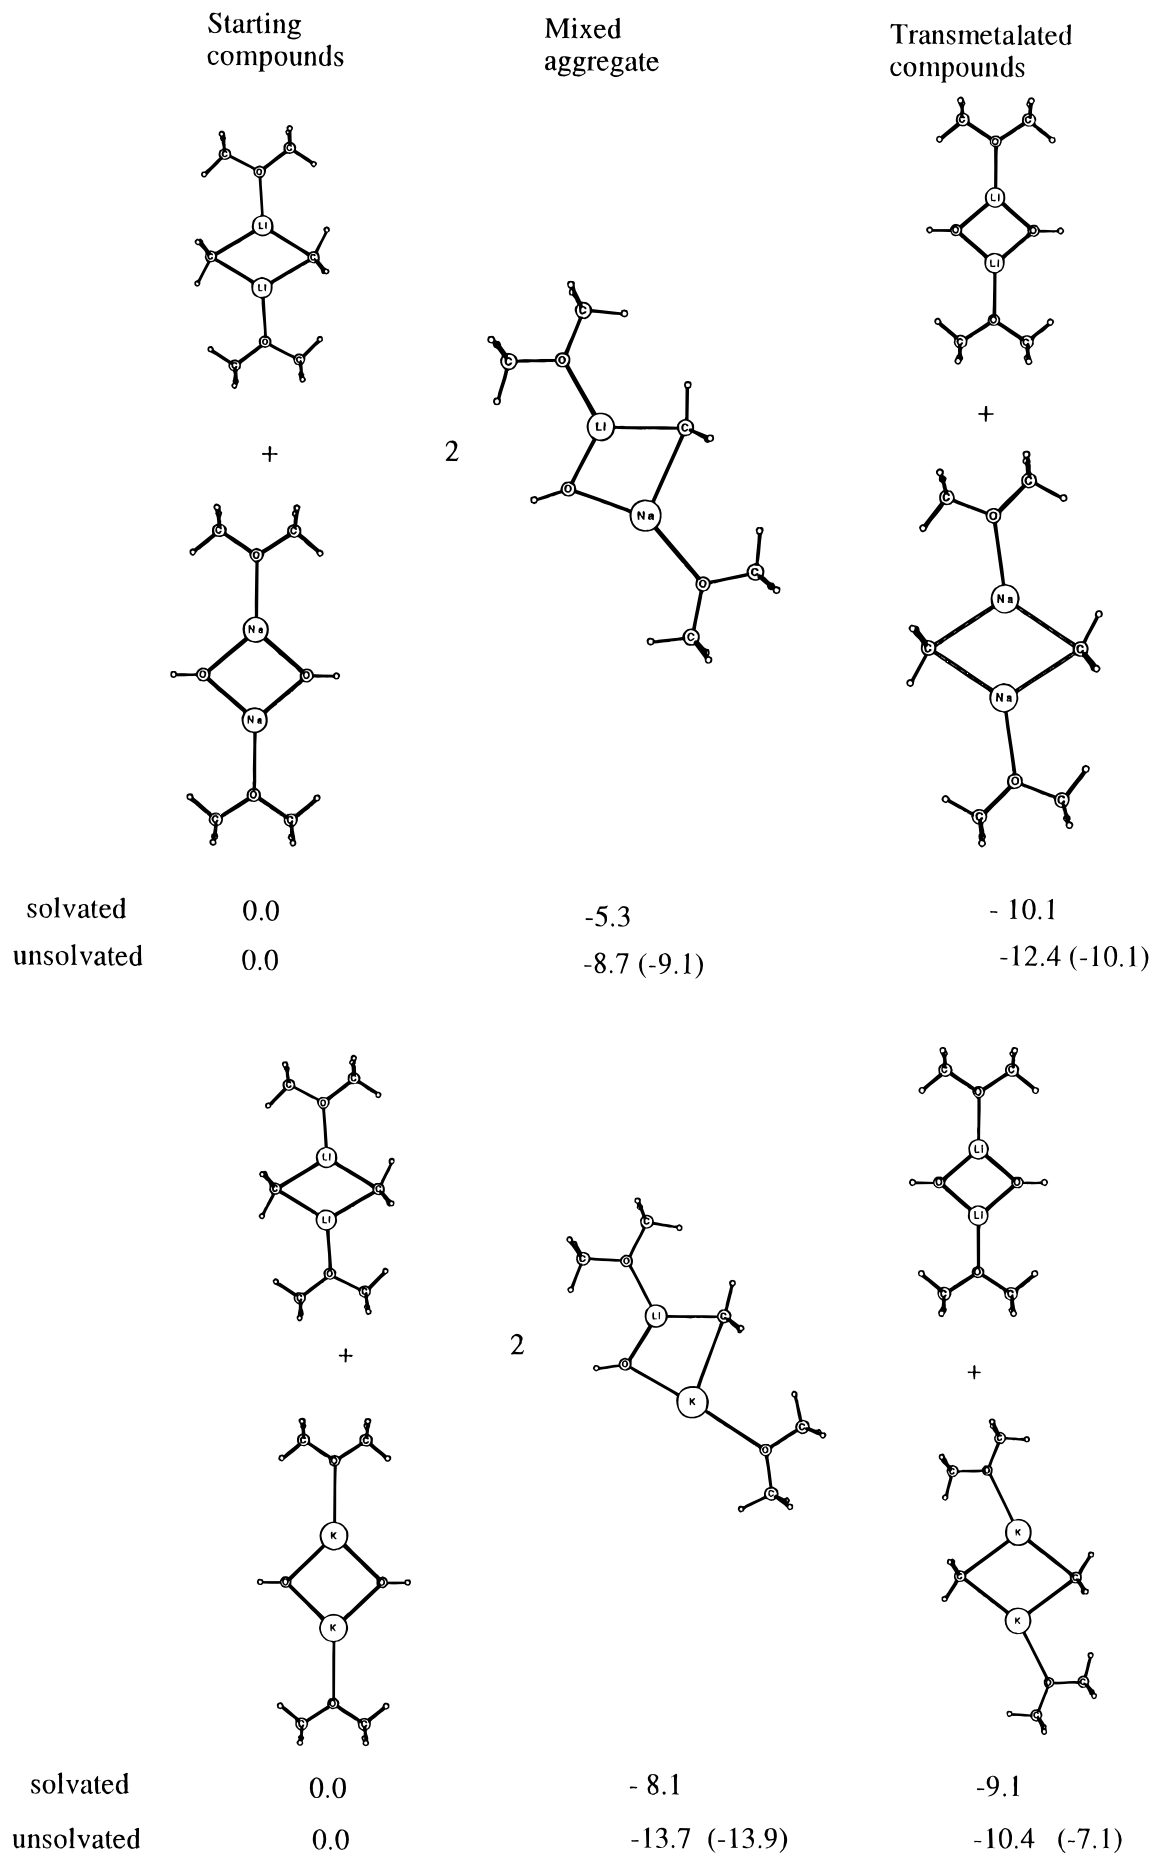 Starting
compounds
Mixed
aggregate
Transmetalated
compounds
C C
O
Li
C C
Li
O
C C
+
C C
O
Na
O O
Na
O
C C
2
C
C O
Li C
O
Na
O C
C
C C
O
Li
O O
Li
O
C C
+
C C
O
Na
C C
Na
O
C C
solvated 0.0 -5.3 - 10.1
unsolvated 0.0 -8.7 (-9.1) -12.4 (-10.1)
C C
O
Li
C C
Li
O
C C
+
C C
O
K
O O
K
O
C C
2
C
C O
Li C
O
K
O C
C
C C
O
Li
O O
Li
O
C C
+
C
C O
K
C C
K
O C
C
solvated 0.0 - 8.1 -9.1
unsolvated 0.0 -13.7 (-13.9) -10.4 (-7.1)